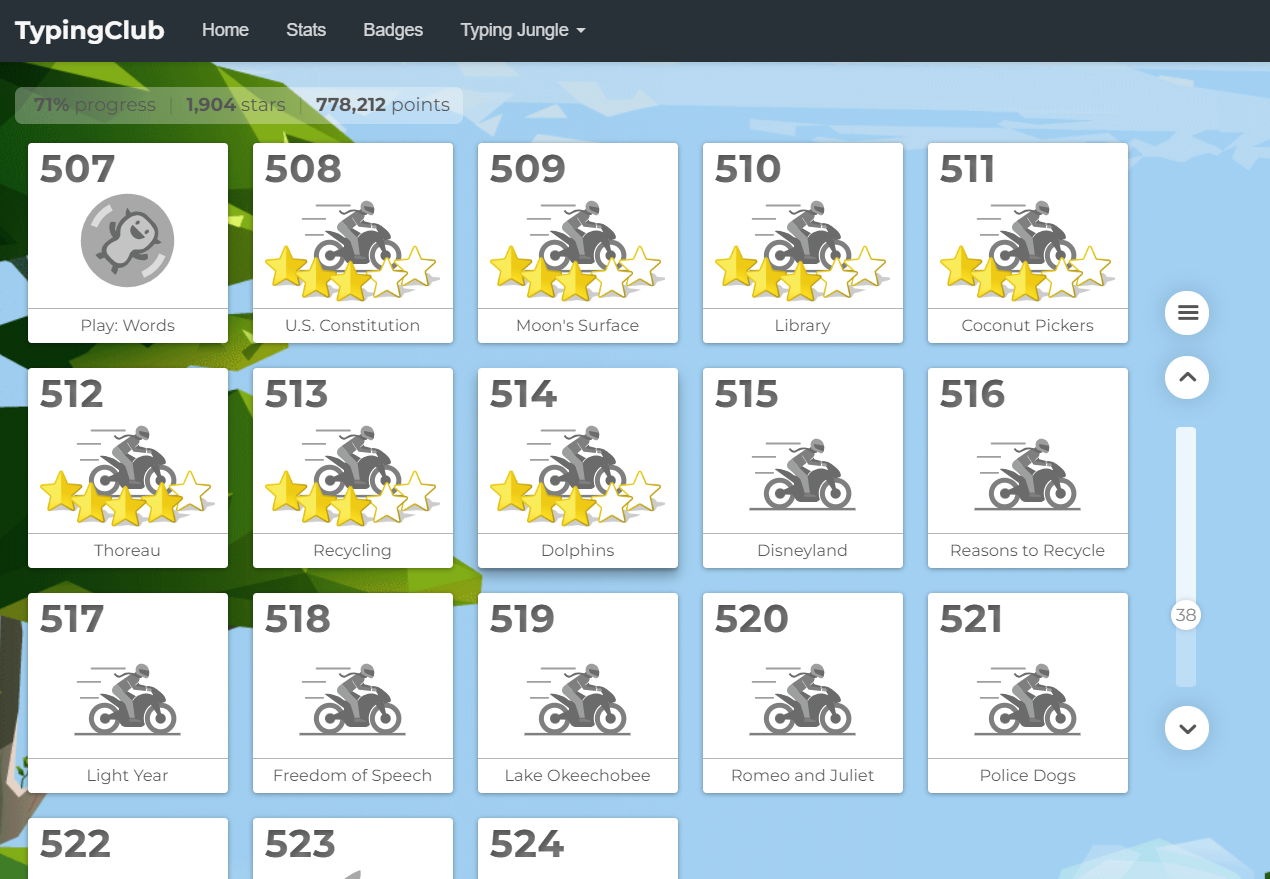 TypingClub Home Stats Badges Typing Jungle
71% progress | 1,904 stars | 778,212 points
507 508 509 510 511
Play: Words U.S. Constitution Moon's Surface Library Coconut Pickers
512 513 514 515 516
Thoreau Recycling Dolphins Disneyland Reasons to Recycle
38
517 518 519 520 521
Light Year Freedom of Speech Lake Okeechobee Romeo and Juliet Police Dogs
522 523 524